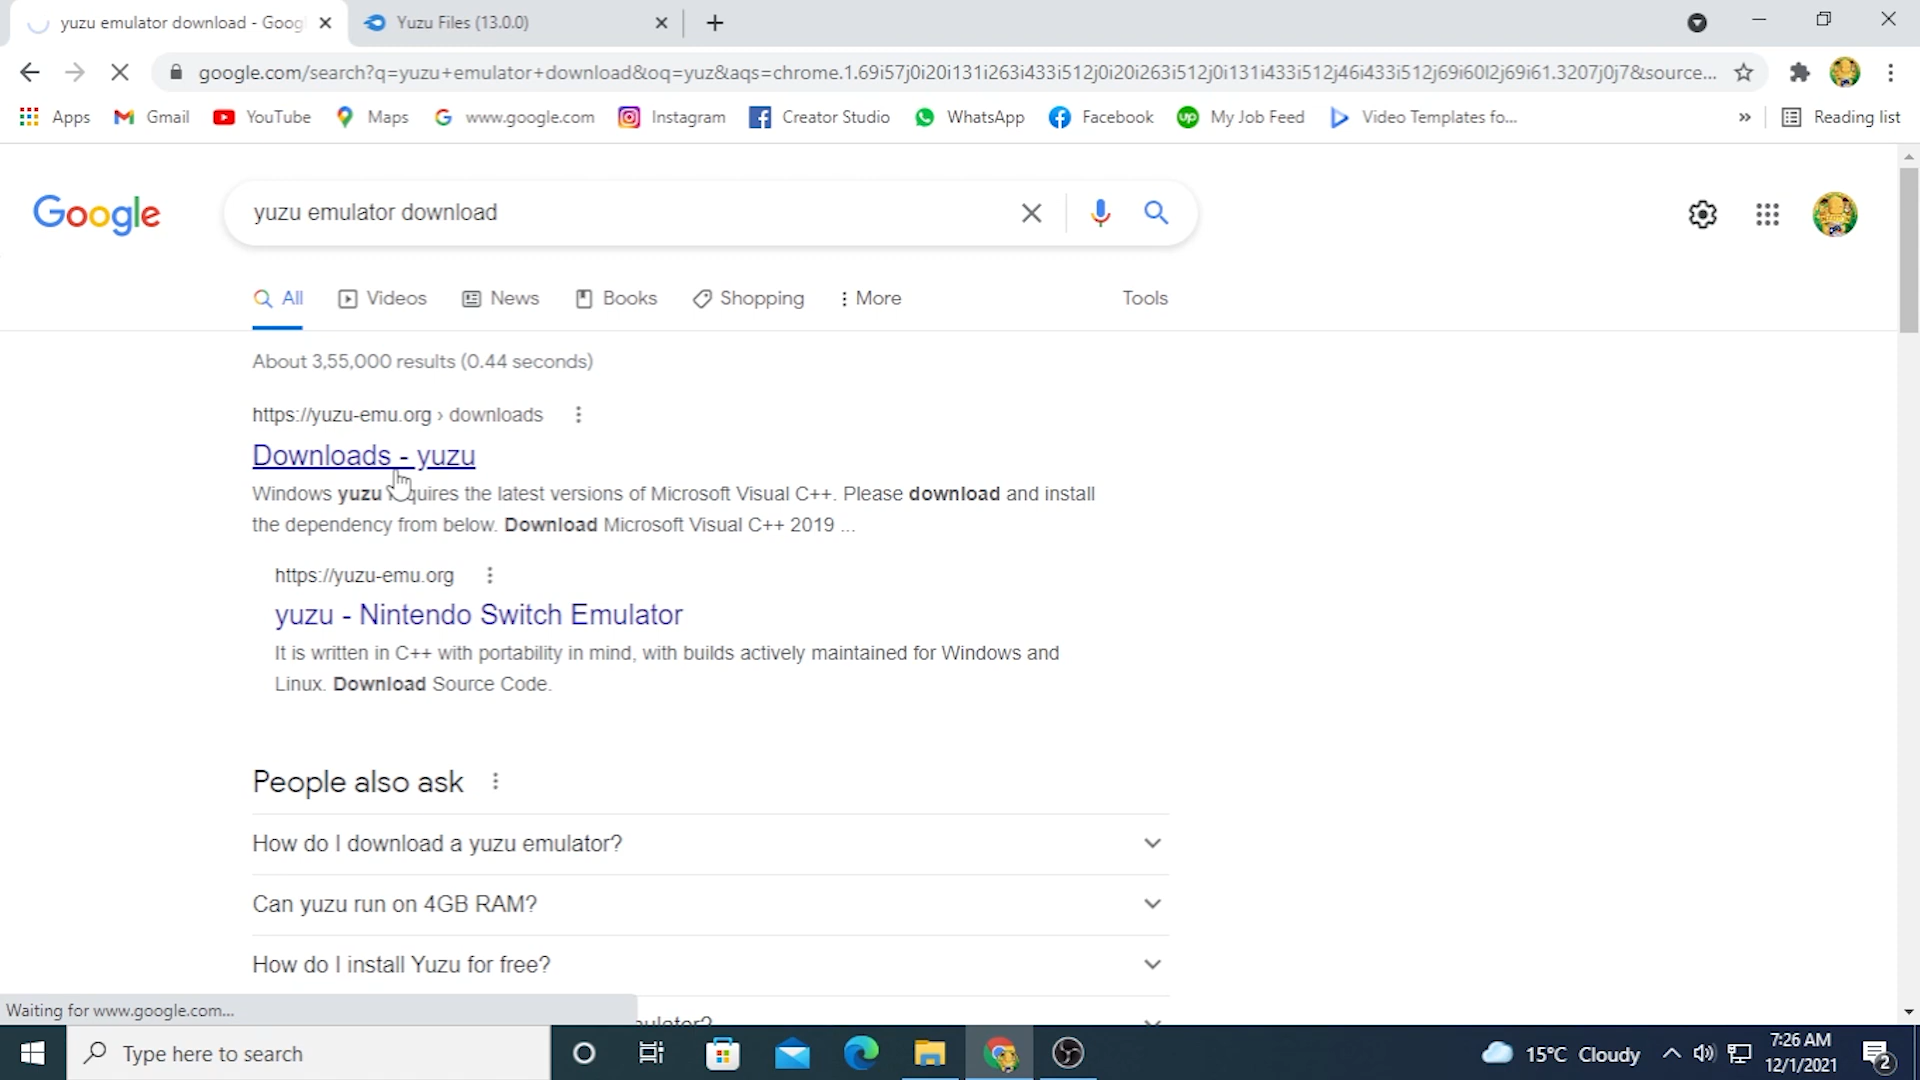 yuzu emulator download - Goog
Yuzu Files (13.0.0)
google.com/search?q=yuzu+emulator+download&oq=yuz&aqs=chrome.1.69i57j0i20i131i263i433i512j0i20i263i512j0i131i433i512j46i433i512j69i60l2j69i61.3207j0j7&source...
Apps Gmail YouTube Maps www.google.com Instagram Creator Studio WhatsApp Facebook My Job Feed Video Templates fo... » Reading list
Google
yuzu emulator download
All Videos News Books Shopping More Tools
About 3,55,000 results (0.44 seconds)
https://yuzu-emu.org › downloads
Downloads - yuzu
Windows yuzu requires the latest versions of Microsoft Visual C++. Please download and install
the dependency from below. Download Microsoft Visual C++ 2019 ...
https://yuzu-emu.org
yuzu - Nintendo Switch Emulator
It is written in C++ with portability in mind, with builds actively maintained for Windows and
Linux. Download Source Code.
People also ask
How do I download a yuzu emulator?
Can yuzu run on 4GB RAM?
How do I install Yuzu for free?
Waiting for www.google.com...
Type here to search
15°C Cloudy
7:26 AM
12/1/2021
2